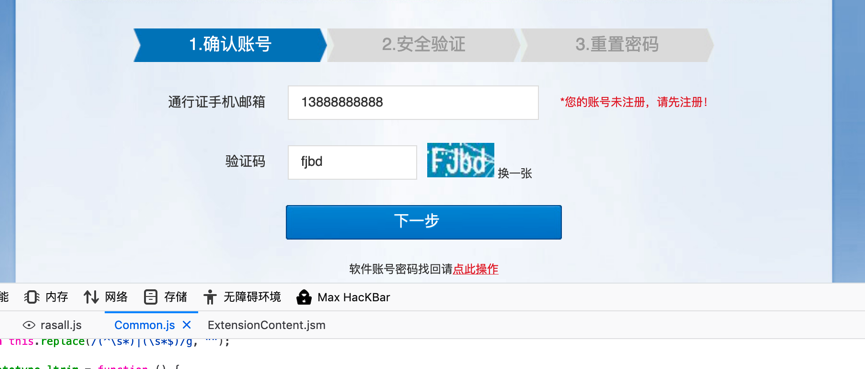 1.确认账号 2.安全验证 3.重置密码
通行证手机\邮箱 13888888888 *您的账号未注册，请先注册！
验证码 fjbd FJbd 换一张
下一步
软件账号密码找回请点此操作
能 内存 网络 存储 无障碍环境 Max HacKBar
rasall.js Common.js × ExtensionContent.jsm
this.replace(/(^\s*)|(\s*$)/g, "");
= function () {